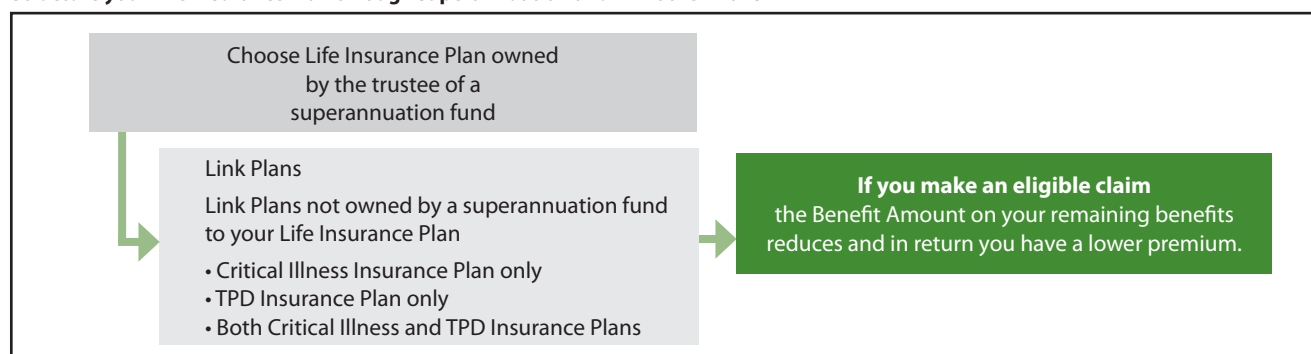 Choose Life Insurance Plan owned
by the trustee of a
superannuation fund
Link Plans
Link Plans not owned by a superannuation fund
to your Life Insurance Plan
• Critical Illness Insurance Plan only
• TPD Insurance Plan only
• Both Critical Illness and TPD Insurance Plans
If you make an eligible claim
the Benefit Amount on your remaining benefits
reduces and in return you have a lower premium.